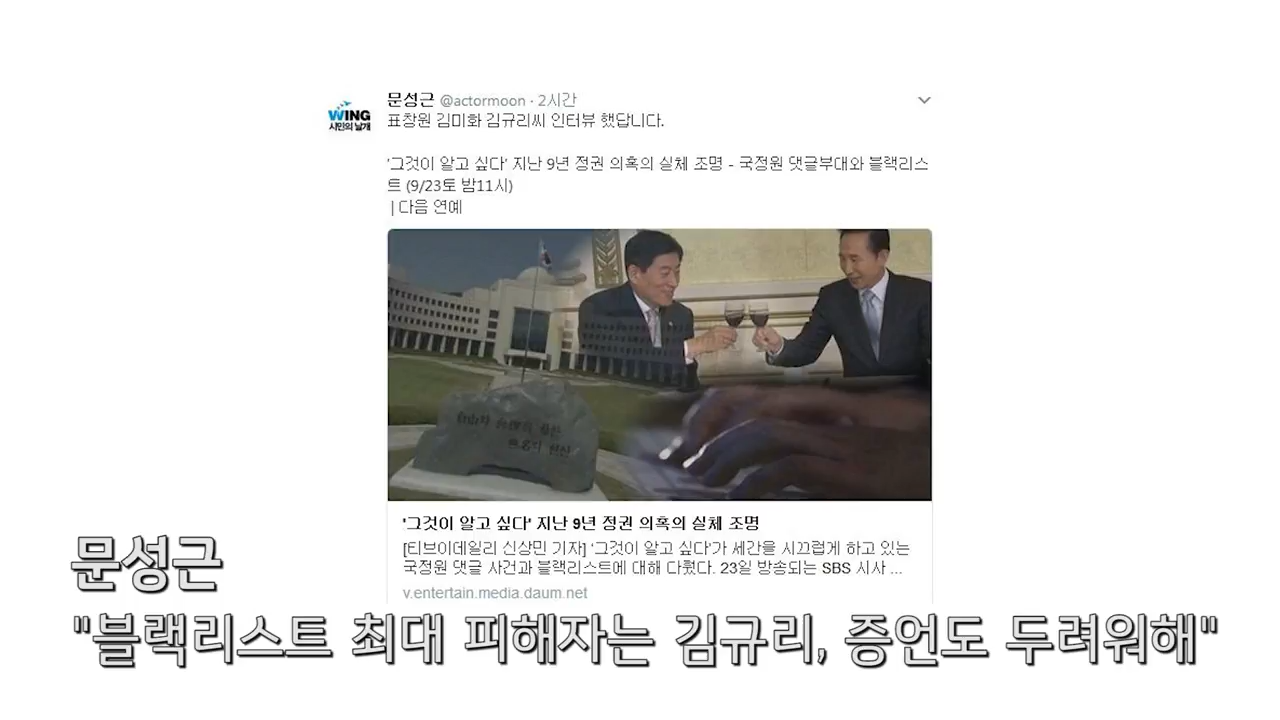 WING
시민의 날개
문성근 @actormoon · 2시간
표창원 김미화 김규리씨 인터뷰 했답니다.
'그것이 알고 싶다' 지난 9년 정권 의혹의 실체 조명 - 국정원 댓글부대와 블랙리스
트 (9/23토 밤11시)
| 다음 연예
'그것이 알고 싶다' 지난 9년 정권 의혹의 실체 조명
[티브이데일리 신상민 기자] '그것이 알고 싶다'가 세간을 시끄럽게 하고 있는
국정원 댓글 사건과 블랙리스트에 대해 다뤘다. 23일 방송되는 SBS 시사 ...
v.entertain.media.daum.net
문성근
"블랙리스트 최대 피해자는 김규리, 증언도 두려워해"